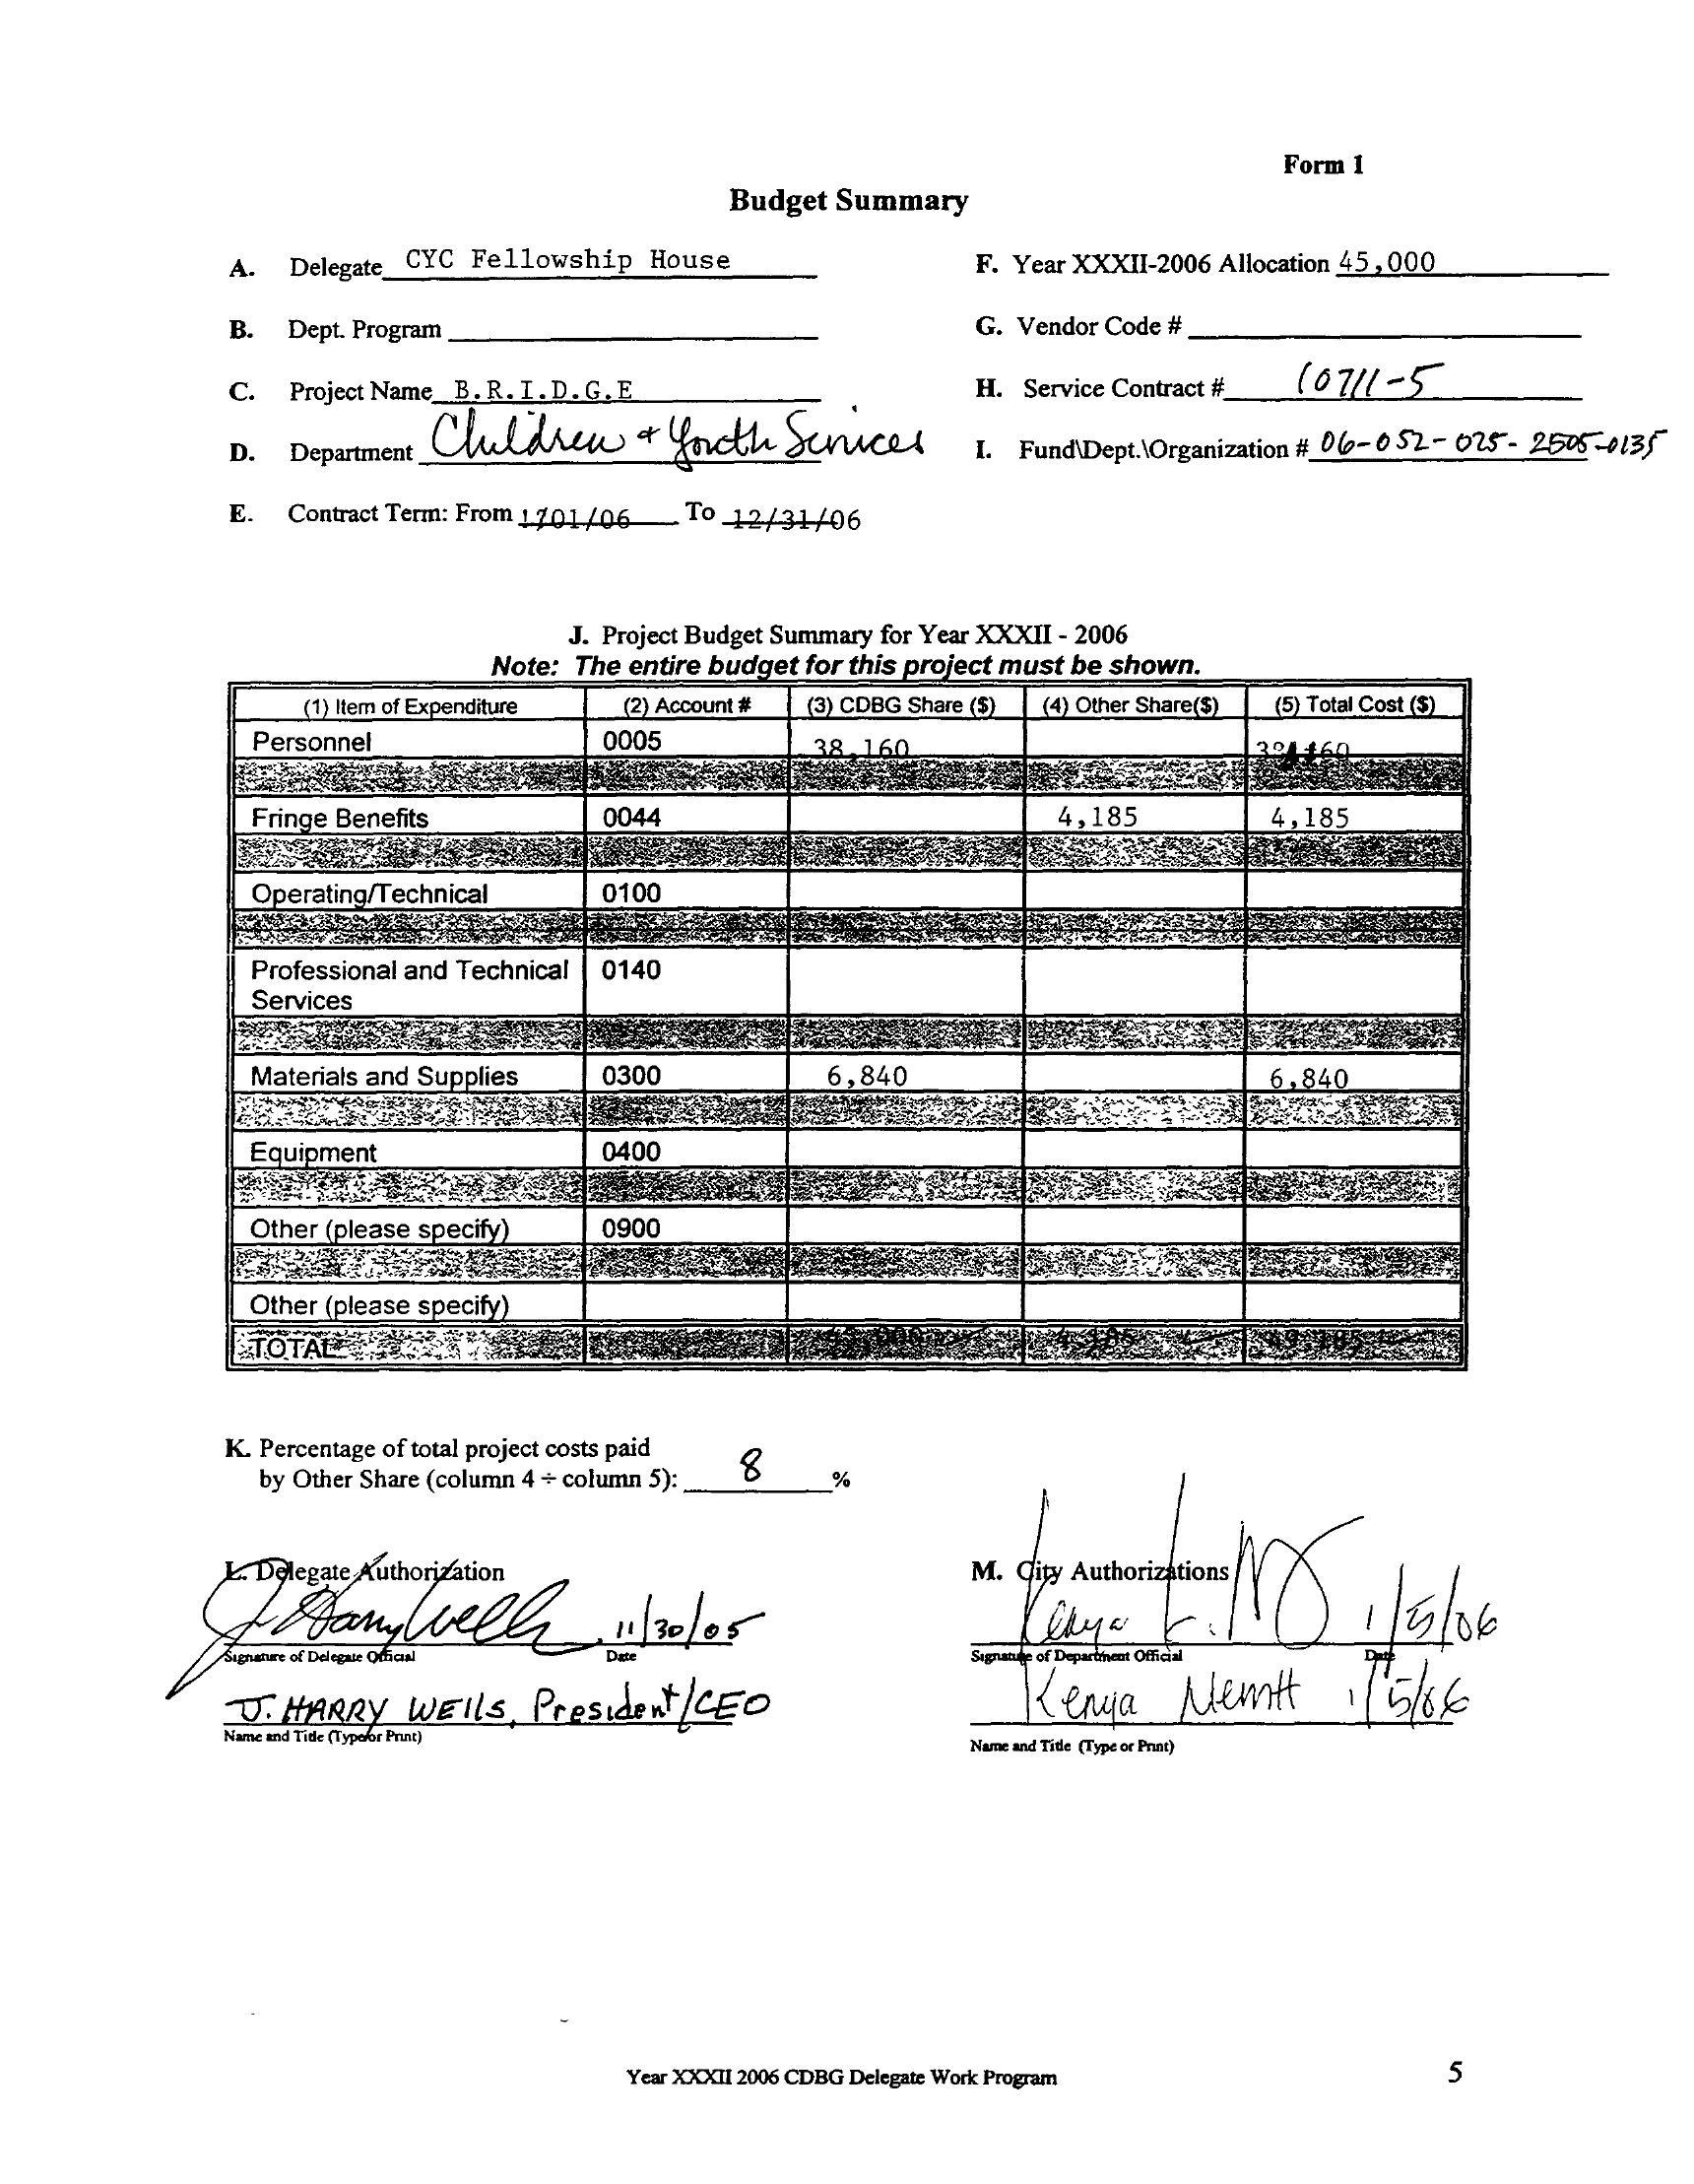 Form 1
Budget Summary
A. Delegate CYC Fellowship House
F. Year XXXII-2006 Allocation 45,000
B. Dept. Program
G. Vendor Code #
C. Project Name B.R.I.D.G.E
H. Service Contract # 10711-5
D. Department Children + Youth Services
I. Fund\Dept.\Organization # 06-052-025-2505-0135
E. Contract Term: From 1/01/06 To 12/31/06
J. Project Budget Summary for Year XXXII - 2006
Note: The entire budget for this project must be shown.
(1) Item of Expenditure (2) Account # (3) CDBG Share ($) (4) Other Share($) (5) Total Cost ($)
Personnel 0005 38,160
Fringe Benefits 0044 4,185 4,185
Operating/Technical 0100
Professional and Technical 0140
Services
Materials and Supplies 0300 6,840 6,840
Equipment 0400
Other (please specify) 0900
Other (please specify)
TOTAL 45,000 4,185 49,185
K. Percentage of total project costs paid
by Other Share (column 4 ÷ column 5): 8 %
L. Delegate Authorization
M. City Authorizations
J. Harry Wells 11/30/05
1/5/06
Signature of Delegate Official Date
Signature of Department Official Date
J. HARRY WEllS, President/CEO
Kenya Merritt 1/5/06
Name and Title (Type or Print)
Name and Title (Type or Print)
Year XXXII 2006 CDBG Delegate Work Program
5